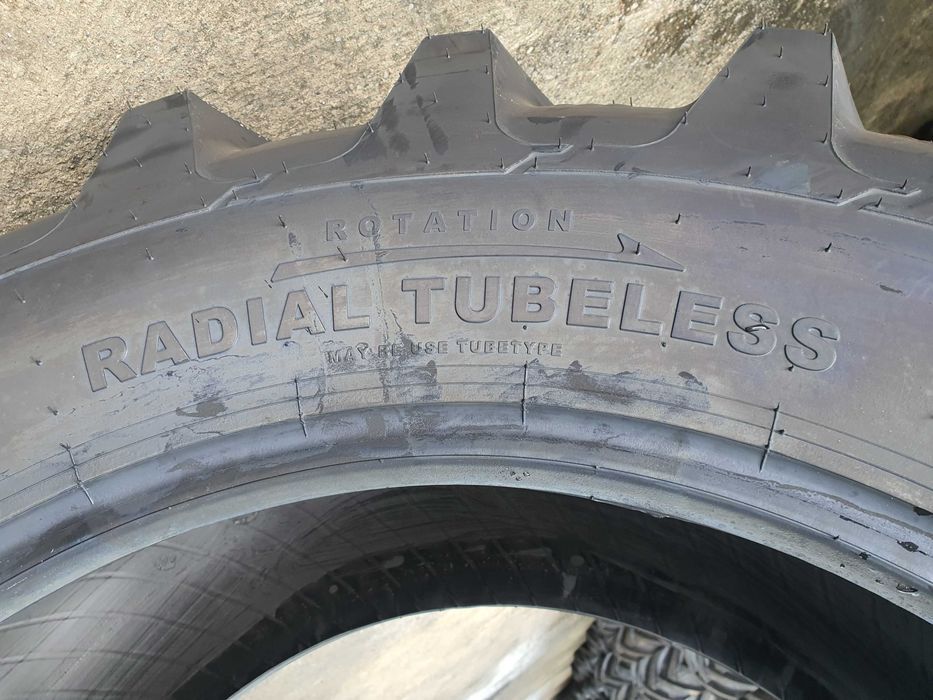 ROTATION
RADIAL TUBELESS
MAY BE USE TUBETYPE